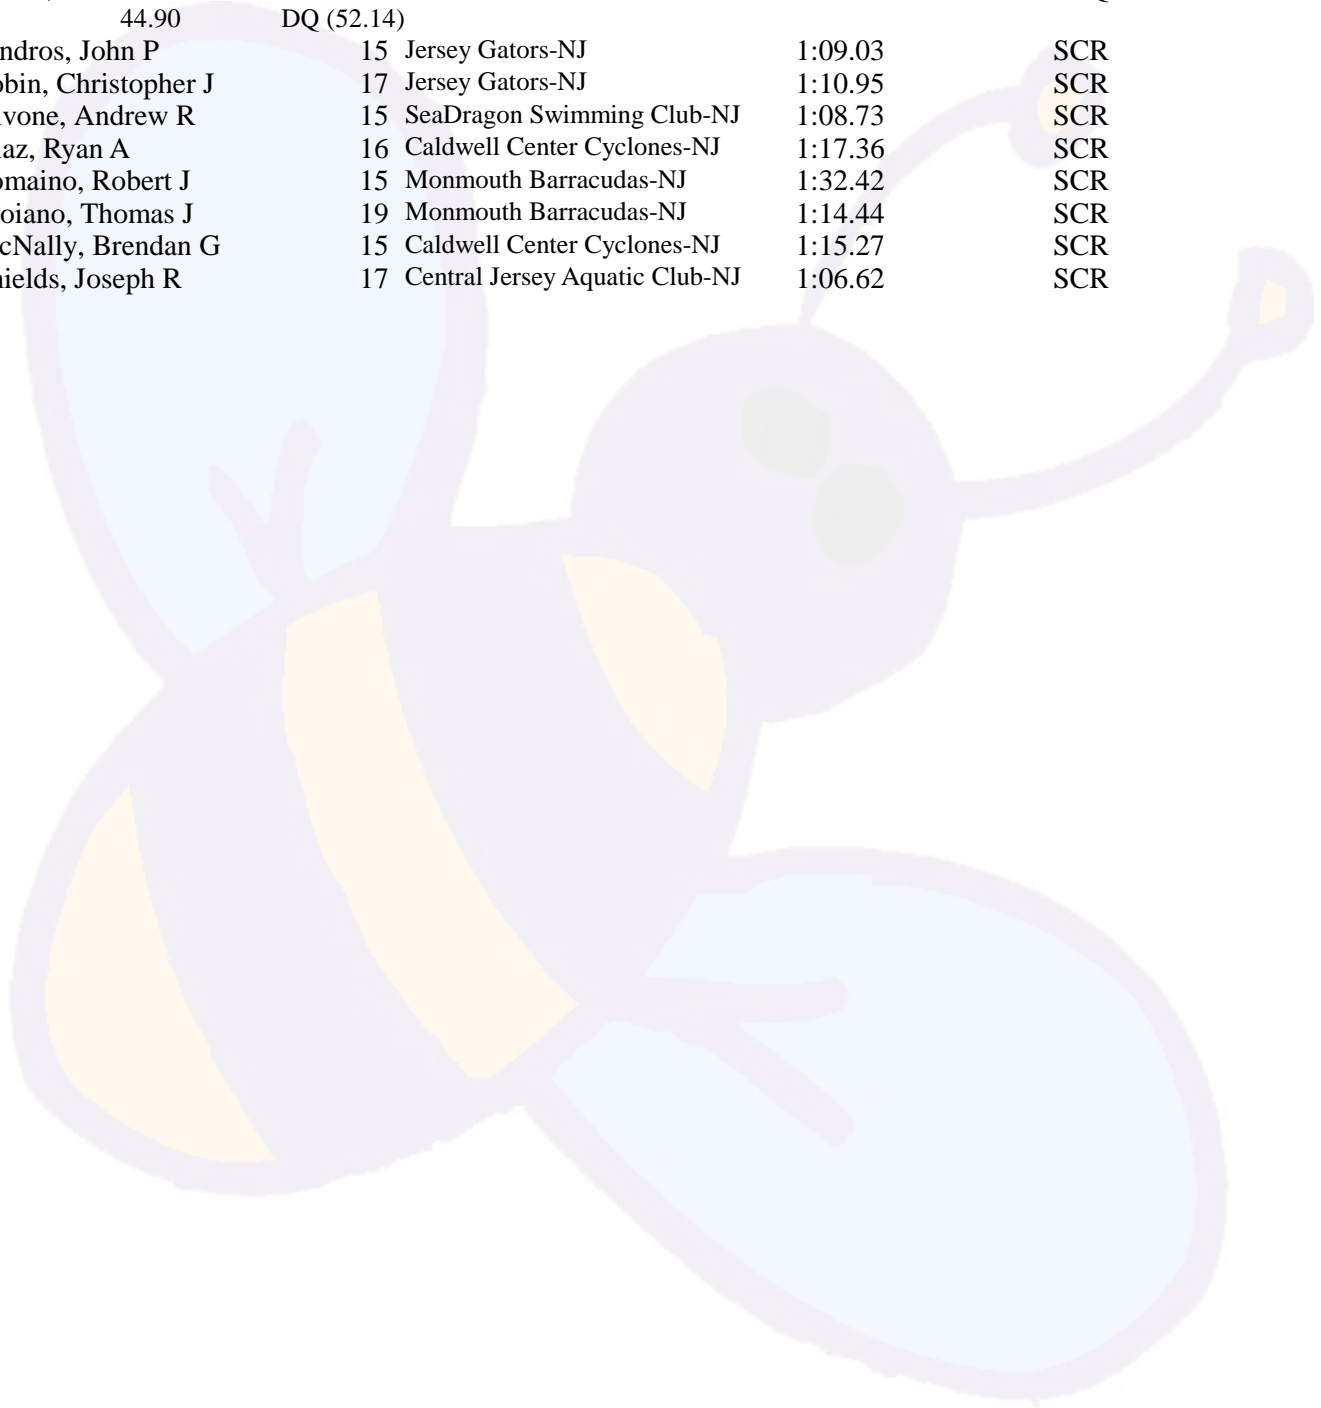 44.90 DQ (52.14)
ndros, John P 15 Jersey Gators-NJ 1:09.03 SCR
obin, Christopher J 17 Jersey Gators-NJ 1:10.95 SCR
vone, Andrew R 15 SeaDragon Swimming Club-NJ 1:08.73 SCR
az, Ryan A 16 Caldwell Center Cyclones-NJ 1:17.36 SCR
omaino, Robert J 15 Monmouth Barracudas-NJ 1:32.42 SCR
oiano, Thomas J 19 Monmouth Barracudas-NJ 1:14.44 SCR
cNally, Brendan G 15 Caldwell Center Cyclones-NJ 1:15.27 SCR
ields, Joseph R 17 Central Jersey Aquatic Club-NJ 1:06.62 SCR